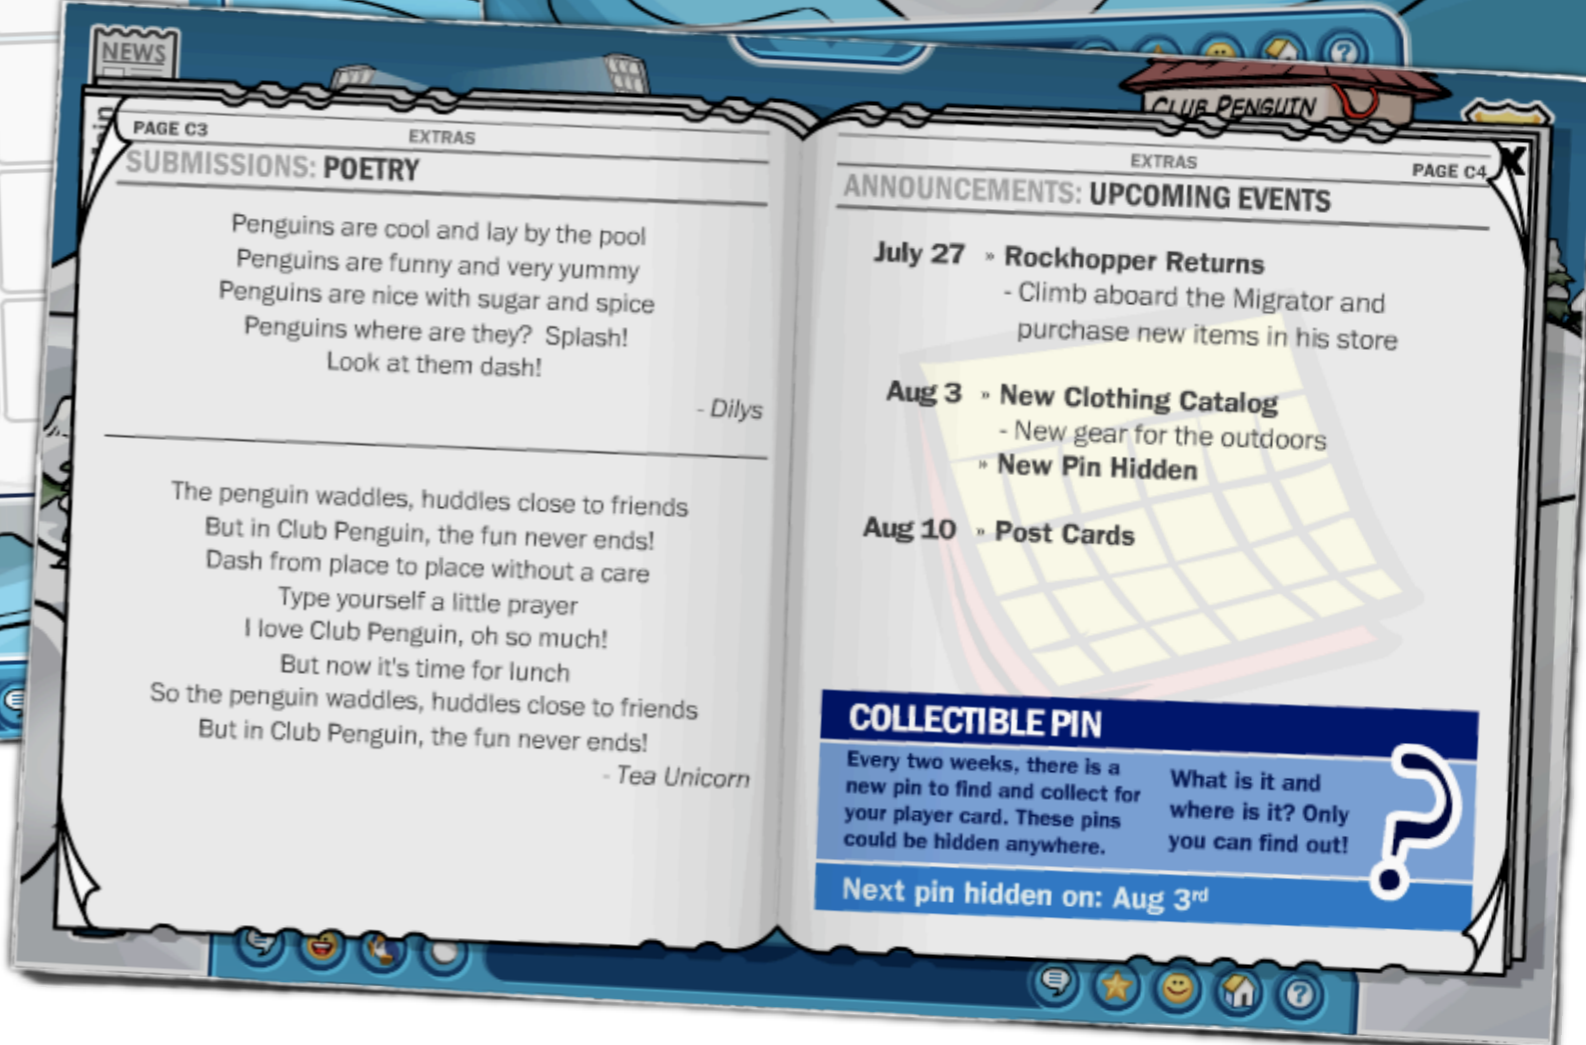 NEWS
CLUB PENGUIN
PAGE C3
EXTRAS
SUBMISSIONS: POETRY
Penguins are cool and lay by the pool
Penguins are funny and very yummy
Penguins are nice with sugar and spice
Penguins where are they?  Splash!
Look at them dash!
- Dilys
The penguin waddles, huddles close to friends
But in Club Penguin, the fun never ends!
Dash from place to place without a care
Type yourself a little prayer
I love Club Penguin, oh so much!
But now it's time for lunch
So the penguin waddles, huddles close to friends
But in Club Penguin, the fun never ends!
- Tea Unicorn
EXTRAS
PAGE C4
X
ANNOUNCEMENTS: UPCOMING EVENTS
July 27 » Rockhopper Returns
- Climb aboard the Migrator and
purchase new items in his store
Aug 3 » New Clothing Catalog
- New gear for the outdoors
» New Pin Hidden
Aug 10 » Post Cards
COLLECTIBLE PIN
Every two weeks, there is a
new pin to find and collect for
your player card. These pins
could be hidden anywhere.
What is it and
where is it? Only
you can find out!
?
Next pin hidden on: Aug 3rd